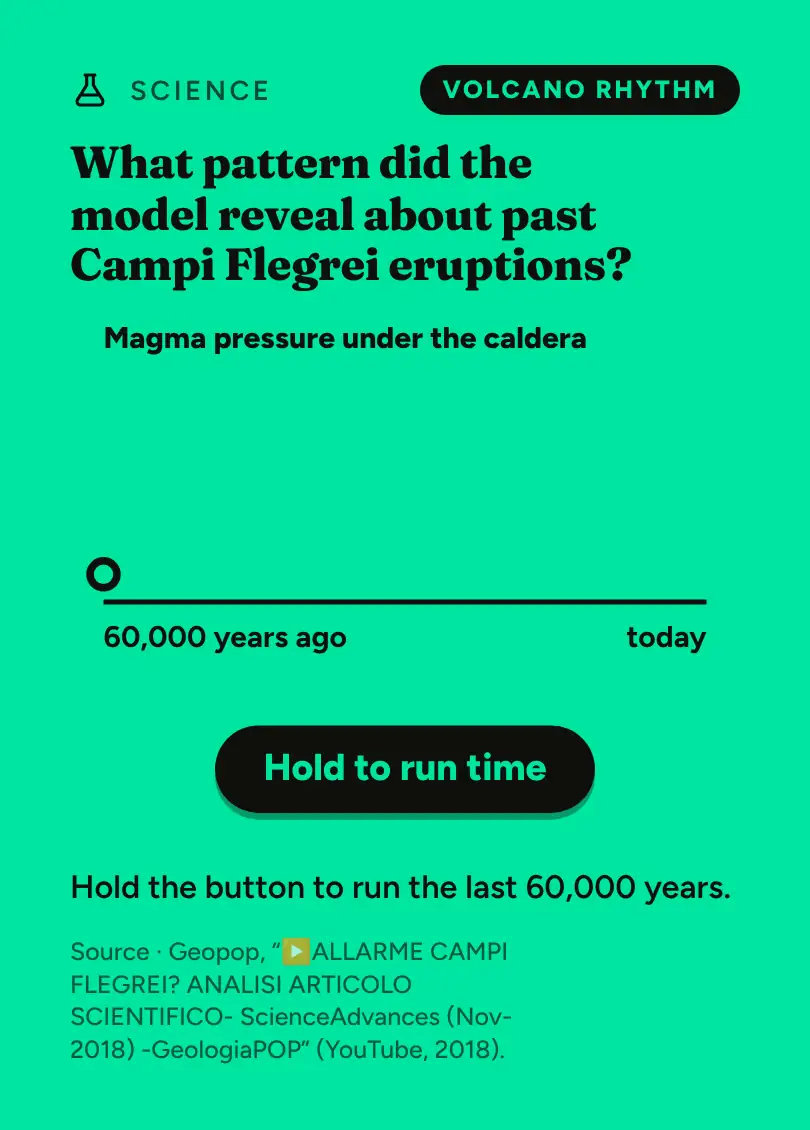 SCIENCE
VOLCANO RHYTHM
What pattern did the
model reveal about past
Campi Flegrei eruptions?
Magma pressure under the caldera
60,000 years ago
today
Hold to run time
Hold the button to run the last 60,000 years.
Source · Geopop, “▶️ALLARME CAMPI
FLEGREI? ANALISI ARTICOLO
SCIENTIFICO- ScienceAdvances (Nov-
2018) -GeologiaPOP” (YouTube, 2018).